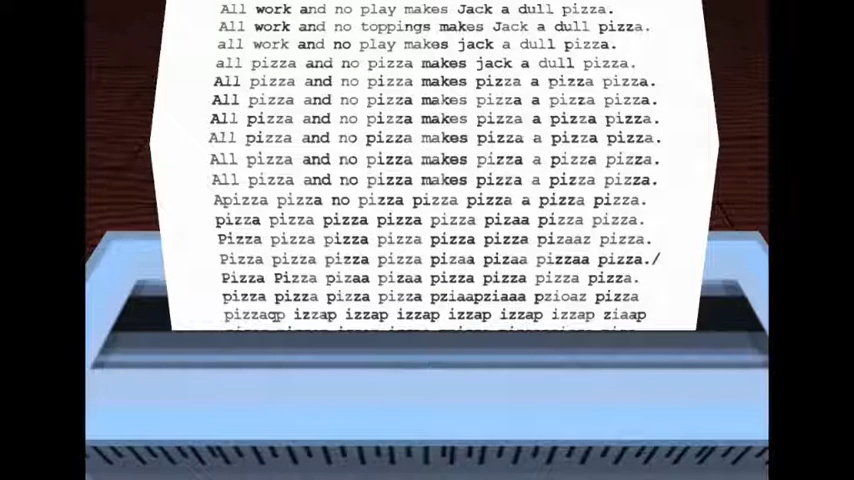 All work and no play makes Jack a dull pizza.
All work and no toppings makes Jack a dull pizza.
all work and no play makes jack a dull pizza.
all pizza and no pizza makes jack a dull pizza.
All pizza and no pizza makes pizza a pizza pizza.
All pizza and no pizza makes pizza a pizza pizza.
All pizza and no pizza makes pizza a pizza pizza.
All pizza and no pizza makes pizza a pizza pizza.
All pizza and no pizza makes pizza a pizza pizza.
All pizza and no pizza makes pizza a pizza pizza.
Apizza pizza no pizza pizza pizza a pizza pizza.
pizza pizza pizza pizza pizza pizaa pizza pizza.
Pizza pizza pizza pizza pizza pizza pizaaz pizza.
Pizza pizza pizza pizza pizaa pizaa pizzaa pizza./
Pizza Pizza pizaa pizaa pizza pizza pizza pizza.
pizza pizza pizza pizza pziaapziaaa pzioaz pizza
pizzaqp izzap izzap izzap izzap izzap izzap ziaap